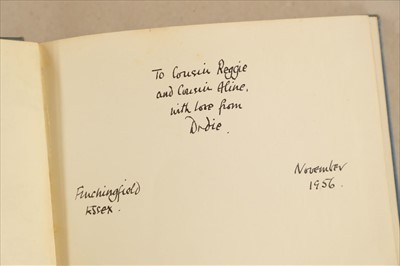 To Cousin Reggie
and Cousin Aline,
with love from
Dodie.
November
1956.
Finchingfield
Essex.